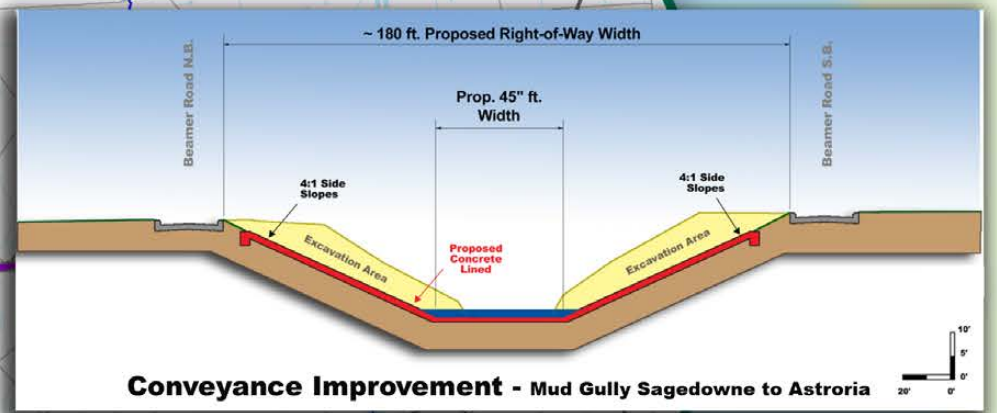 ~ 180 ft. Proposed Right-of-Way Width
Beamer Road N.B.
Beamer Road S.B.
Prop. 45" ft.
Width
4:1 Side
Slopes
4:1 Side
Slopes
Excavation Area
Proposed
Concrete
Lined
Excavation Area
10'
5'
0'
20'
0'
Conveyance Improvement - Mud Gully Sagedowne to Astroria